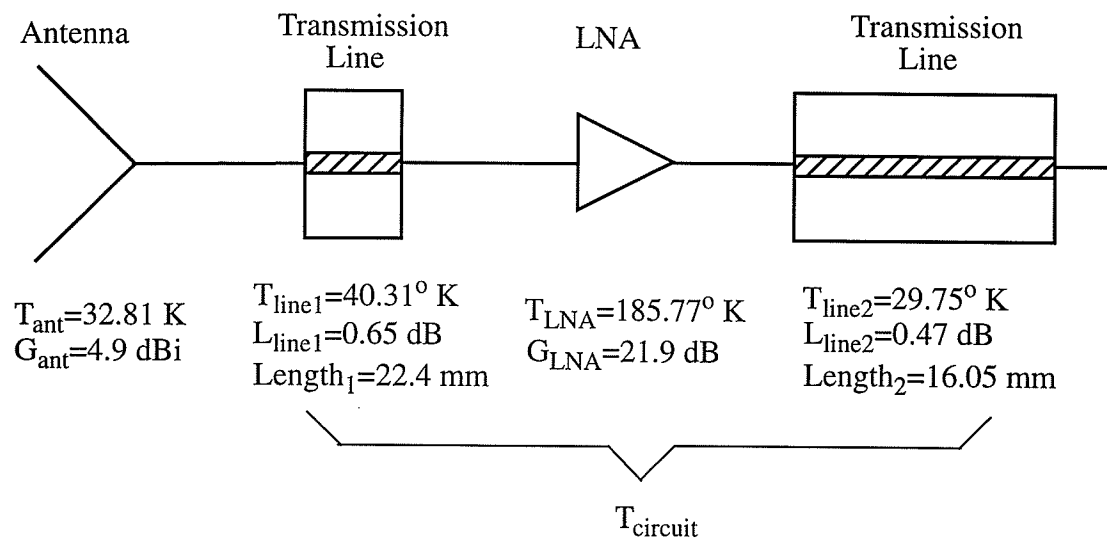 Antenna
Transmission
Line
LNA
Transmission
Line
T_ant=32.81 K
G_ant=4.9 dBi
T_line1=40.31° K
L_line1=0.65 dB
Length_1=22.4 mm
T_LNA=185.77° K
G_LNA=21.9 dB
T_line2=29.75° K
L_line2=0.47 dB
Length_2=16.05 mm
T_circuit